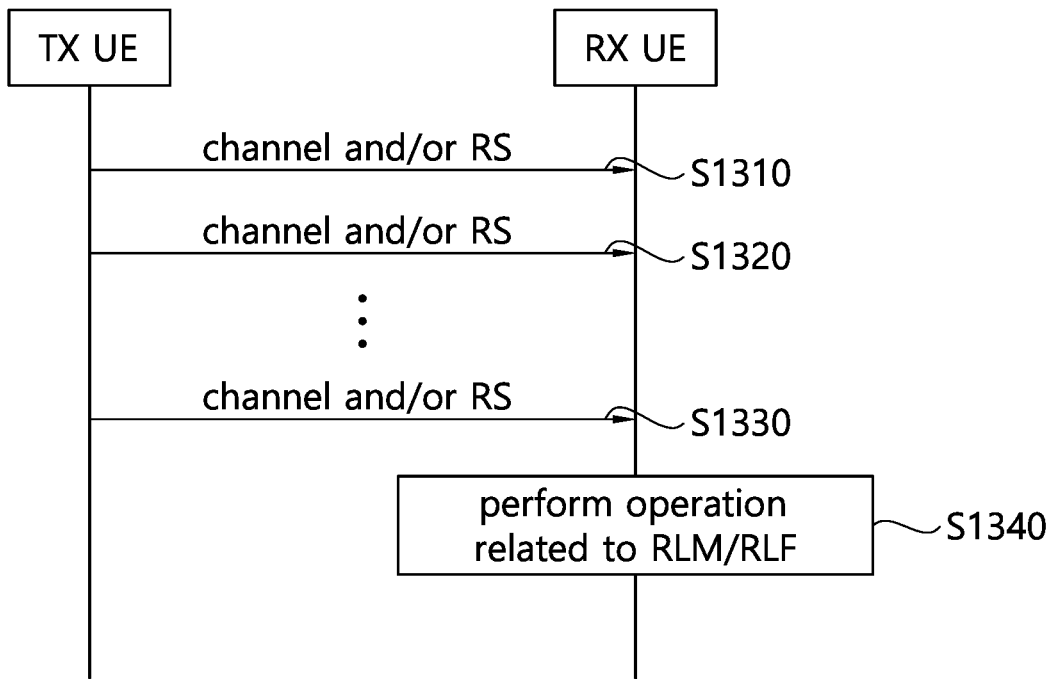 TX UE
RX UE
channel and/or RS
S1310
channel and/or RS
S1320
channel and/or RS
S1330
perform operation
related to RLM/RLF
S1340